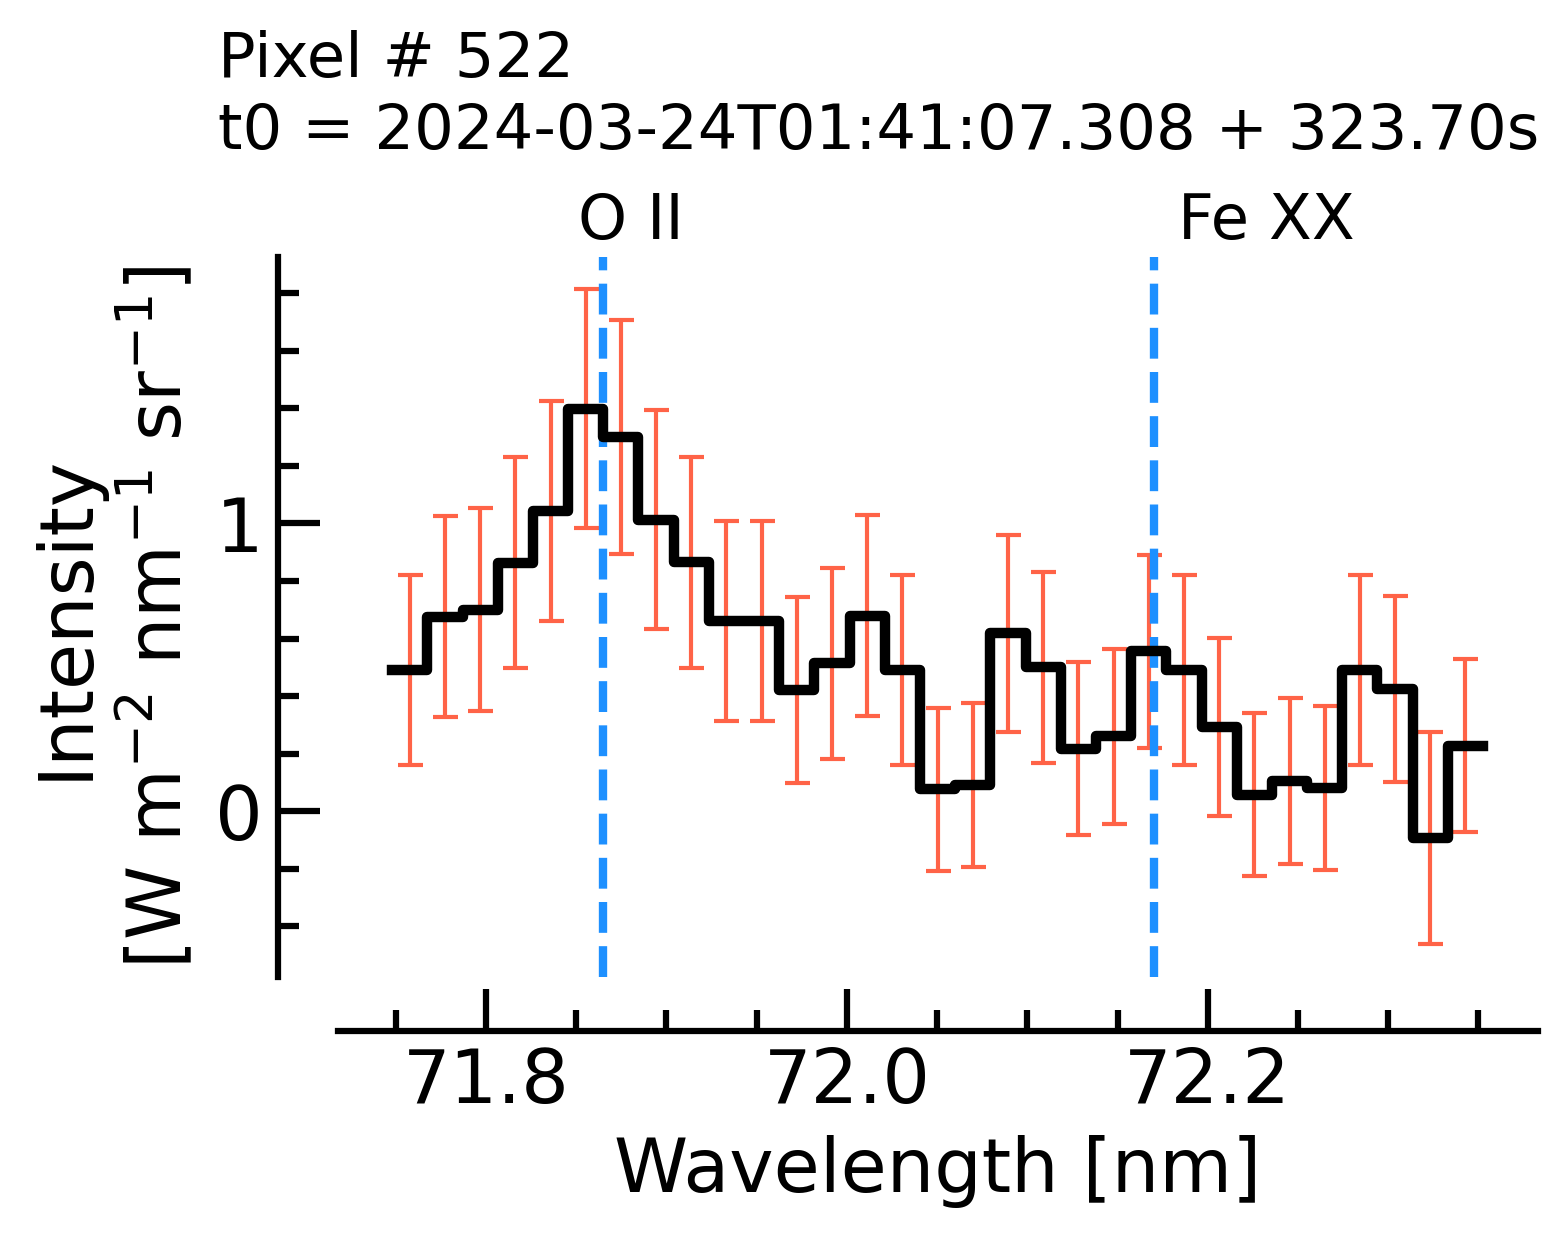 Pixel # 522
t0 = 2024-03-24T01:41:07.308 + 323.70s
O II
Fe XX
Intensity
[W m⁻² nm⁻¹ sr⁻¹]
1
0
71.8
72.0
72.2
Wavelength [nm]